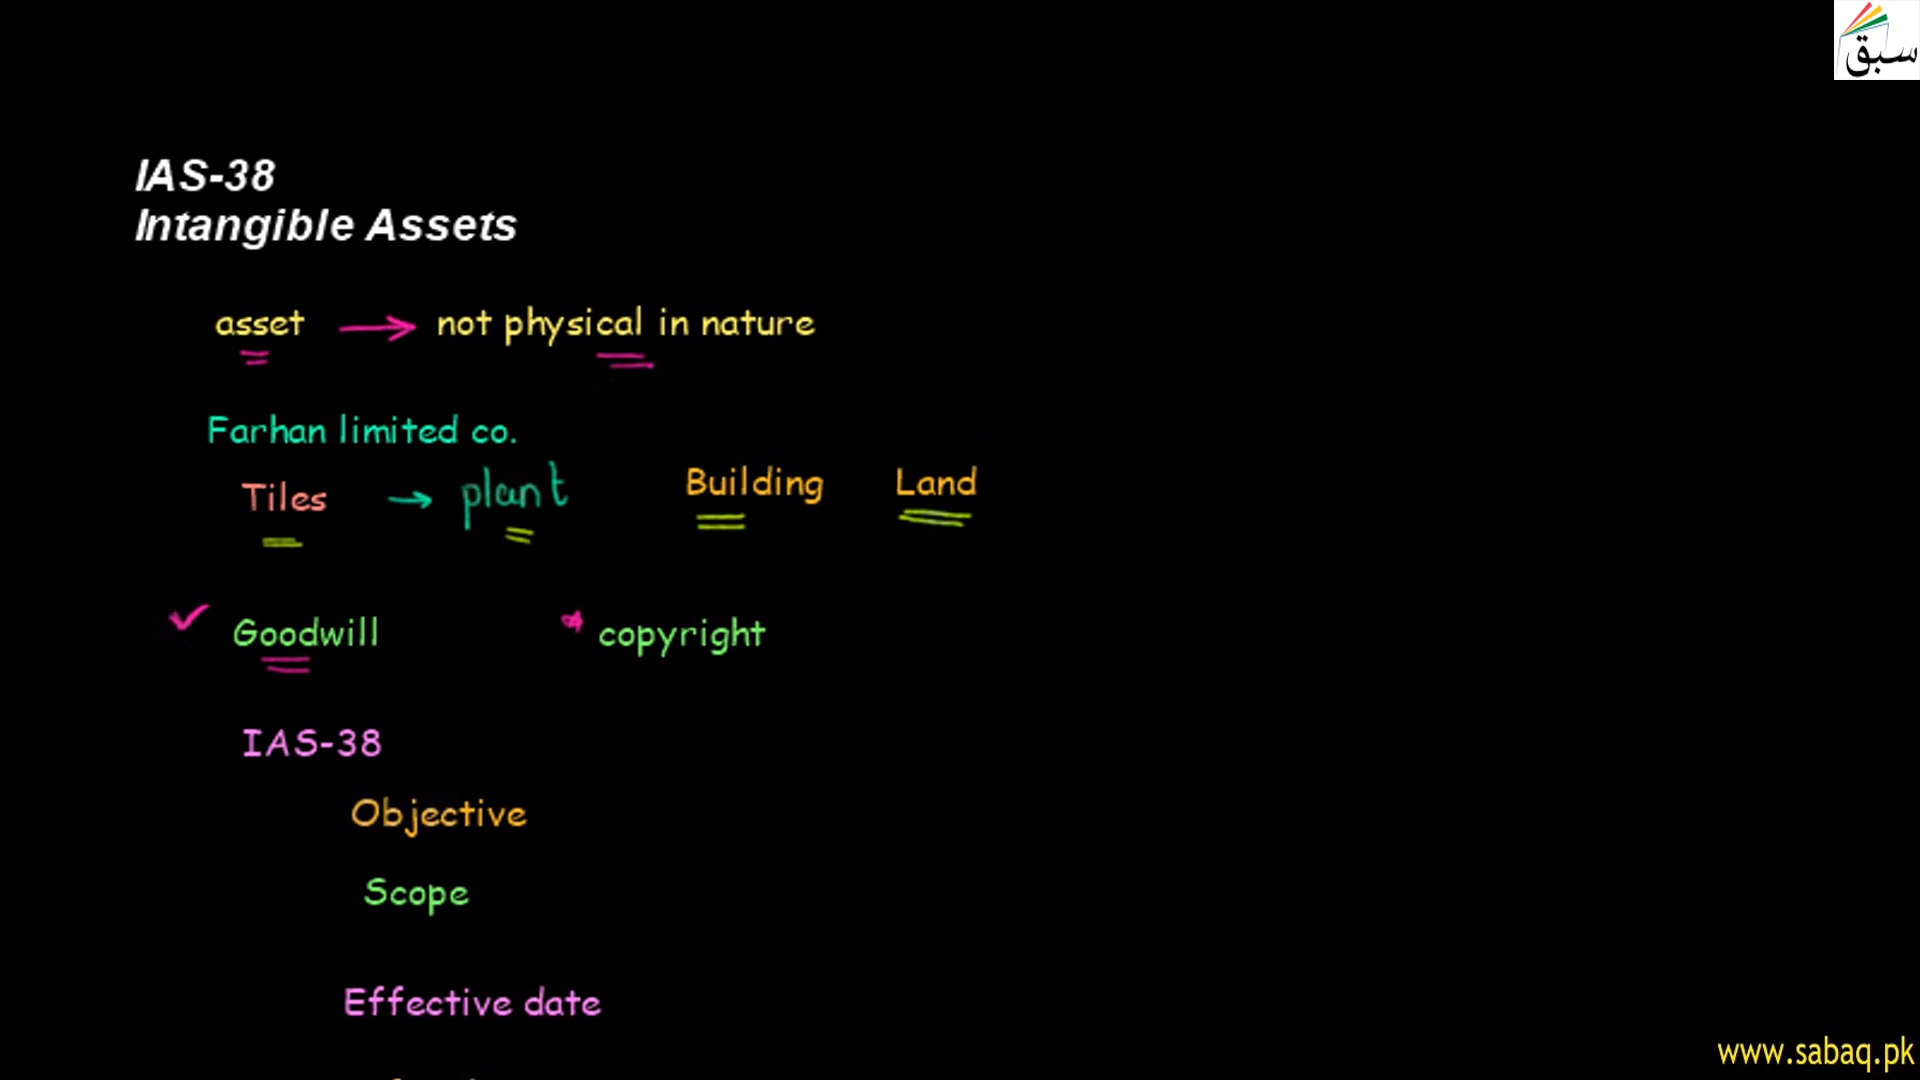 سبق
IAS-38
Intangible Assets
asset → not physical in nature
Farhan limited co.
Tiles → plant Building Land
✓ Goodwill * copyright
IAS-38
Objective
Scope
Effective date
www.sabaq.pk